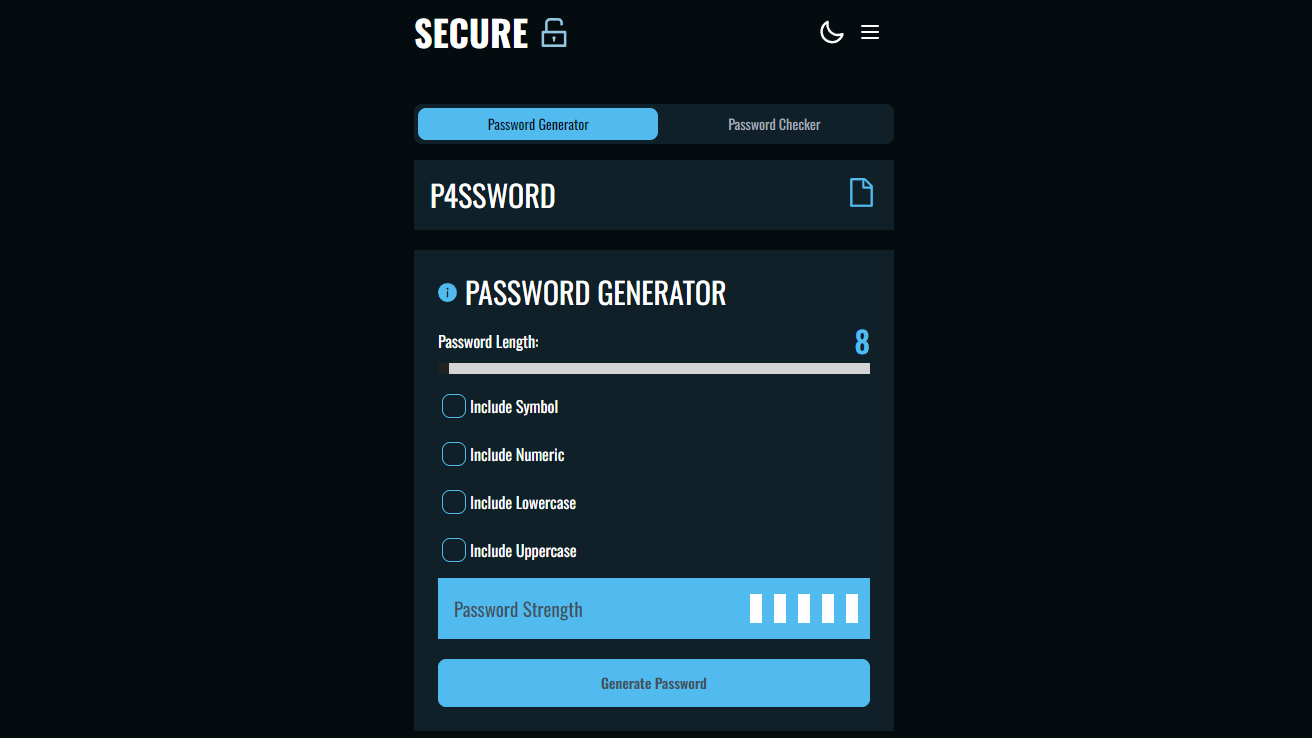 SECURE
Password Generator Password Checker
P4SSWORD
PASSWORD GENERATOR
Password Length: 8
Include Symbol
Include Numeric
Include Lowercase
Include Uppercase
Password Strength
Generate Password